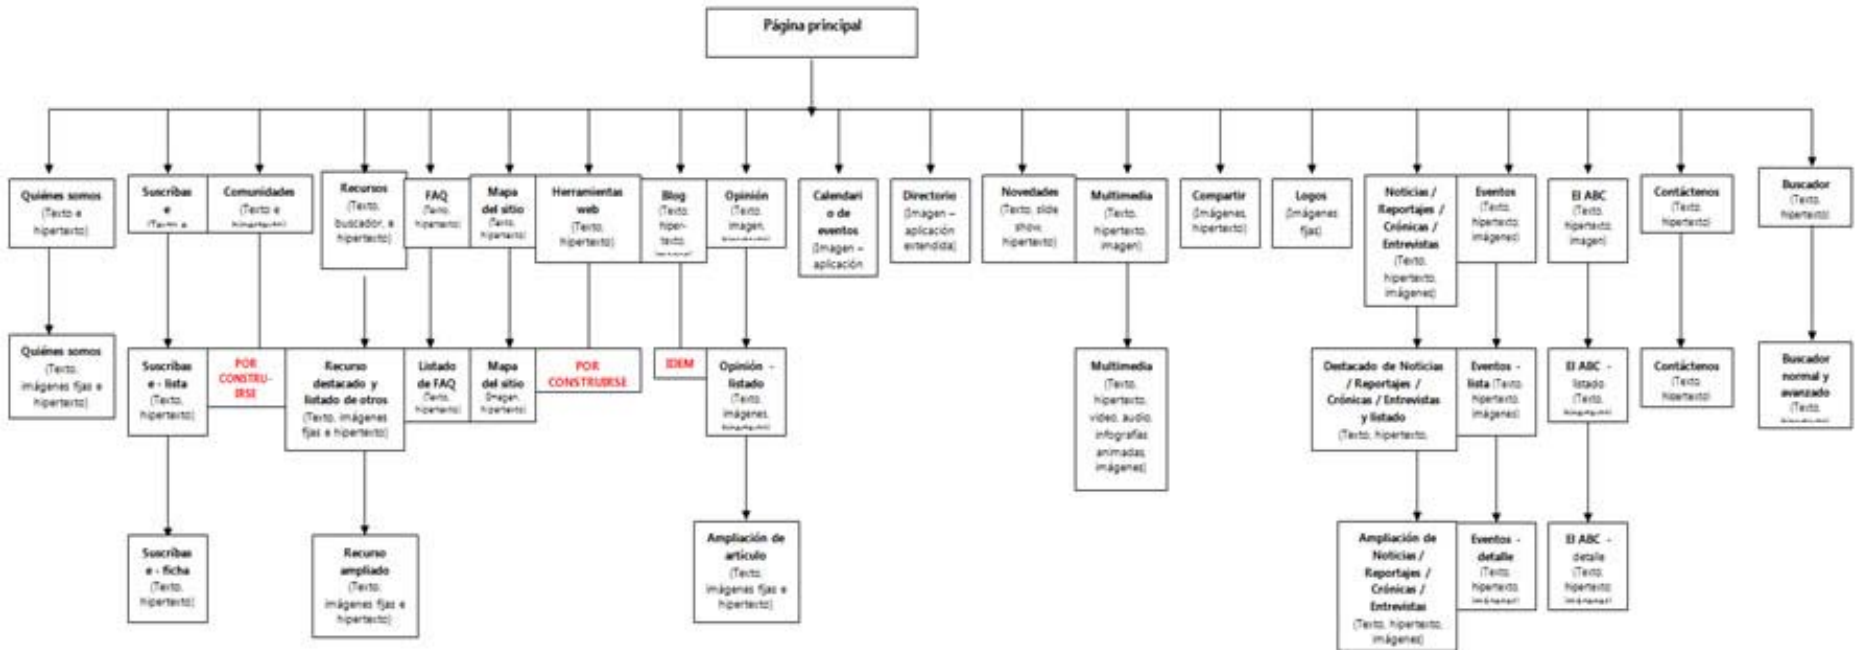 Página principal
Quiénes somos
(Texto e
hipertexto)
Suscríbas
e
(Texto e
Comunidades
(Texto e
hipertexto)
Recursos
(Texto,
buscador, e
hipertexto)
FAQ
(Texto,
hipertexto)
Mapa
del sitio
(Texto,
hipertexto)
Herramientas
web
(Texto,
hipertexto)
Blog
(Texto,
hiper-
texto,
Opinión
(Texto,
imagen,
Calendari
o de
eventos
(Imagen –
aplicación
Directorio
(Imagen –
aplicación
extendida)
Novedades
(Texto, slide
show,
hipertexto)
Multimedia
(Texto,
hipertexto,
imagen)
Compartir
(Imágenes,
hipertexto)
Logos
(Imágenes
fijas)
Noticias /
Reportajes /
Crónicas /
Entrevistas
(Texto,
hipertexto,
imágenes)
Eventos
(Texto,
hipertexto,
imágenes)
El ABC
(Texto,
hipertexto,
imagen)
Contáctenos
(Texto,
hipertexto)
Buscador
(Texto,
hipertexto)
Quiénes somos
(Texto,
imágenes fijas e
hipertexto)
Suscríbas
e - lista
(Texto,
hipertexto)
POR
CONSTRU-
IRSE
Recurso
destacado y
listado de otros
(Texto, imágenes
fijas e hipertexto)
Listado
de FAQ
(Texto,
hipertexto)
Mapa
del sitio
(Imagen,
hipertexto)
POR
CONSTRUIRSE
IDEM
Opinión -
listado
(Texto,
imágenes,
Multimedia
(Texto,
hipertexto,
video, audio,
infografías
animadas,
imágenes)
Destacado de Noticias
/ Reportajes /
Crónicas / Entrevistas
y listado
(Texto, hipertexto,
Eventos -
lista (Texto,
hipertexto,
imágenes)
El ABC -
listado
(Texto,
Contáctenos
(Texto,
hipertexto)
Buscador
normal y
avanzado
(Texto,
Suscríbas
e - ficha
(Texto,
hipertexto)
Recurso
ampliado
(Texto,
imágenes fijas e
hipertexto)
Ampliación de
artículo
(Texto,
imágenes fijas e
hipertexto)
Ampliación de
Noticias /
Reportajes /
Crónicas /
Entrevistas
(Texto, hipertexto,
imágenes)
Eventos -
detalle
(Texto,
hipertexto,
El ABC -
detalle
(Texto,
hipertexto,